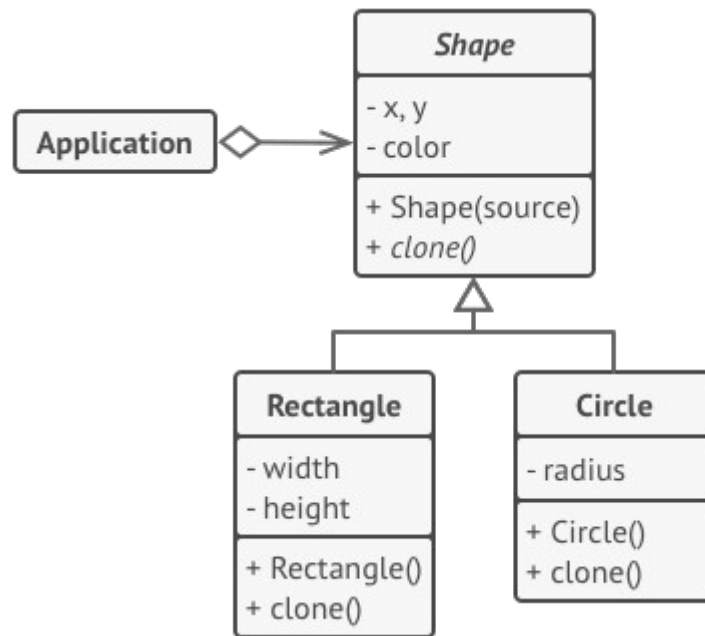 Shape
- x, y
- color
+ Shape(source)
+ clone()
Application
Rectangle
- width
- height
+ Rectangle()
+ clone()
Circle
- radius
+ Circle()
+ clone()